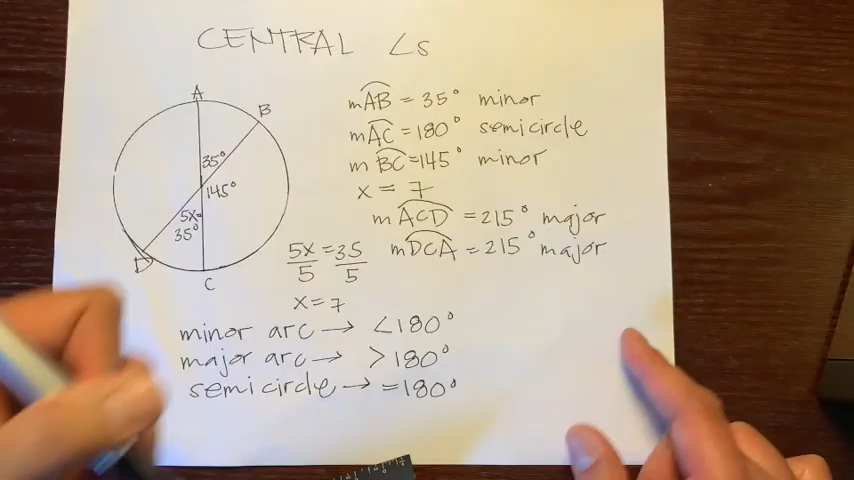 CENTRAL ∠s
A
B
35°
145°
5x=
35°
D
C
mAB = 35° minor
mAC = 180° semicircle
mBC = 145° minor
x = 7
mACD = 215° major
mDCA = 215° major
5x = 35
5 5
x = 7
minor arc → <180°
major arc → >180°
semicircle → =180°